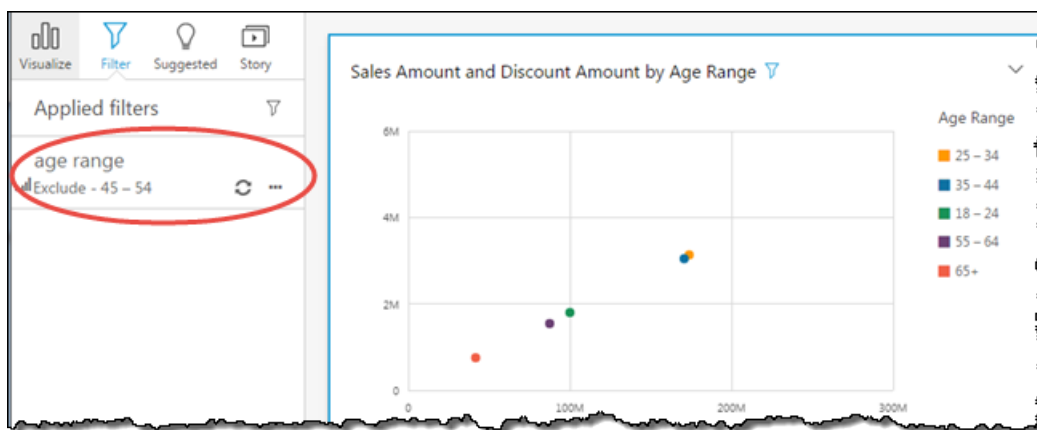 Visualize Filter Suggested Story
Applied filters
age range
Exclude - 45 – 54
Sales Amount and Discount Amount by Age Range
6M
4M
2M
0
0 100M 200M 300M
Age Range
25 – 34
35 – 44
18 – 24
55 – 64
65+